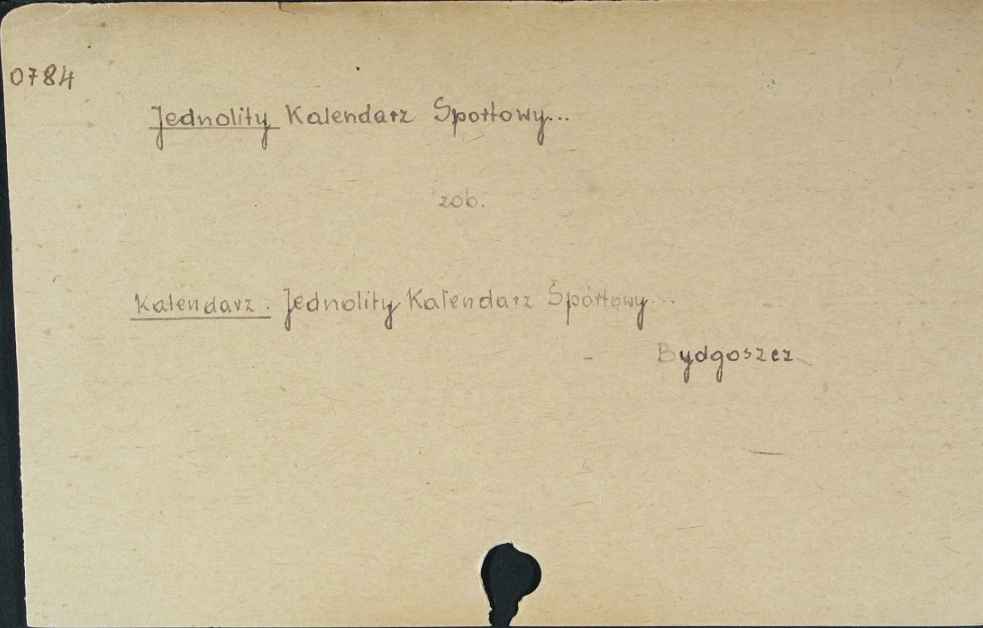 0784
Jednolity Kalendarz Sportowy...
zob.
Kalendarz. Jednolity Kalendarz Sportowy...
Bydgoszcz